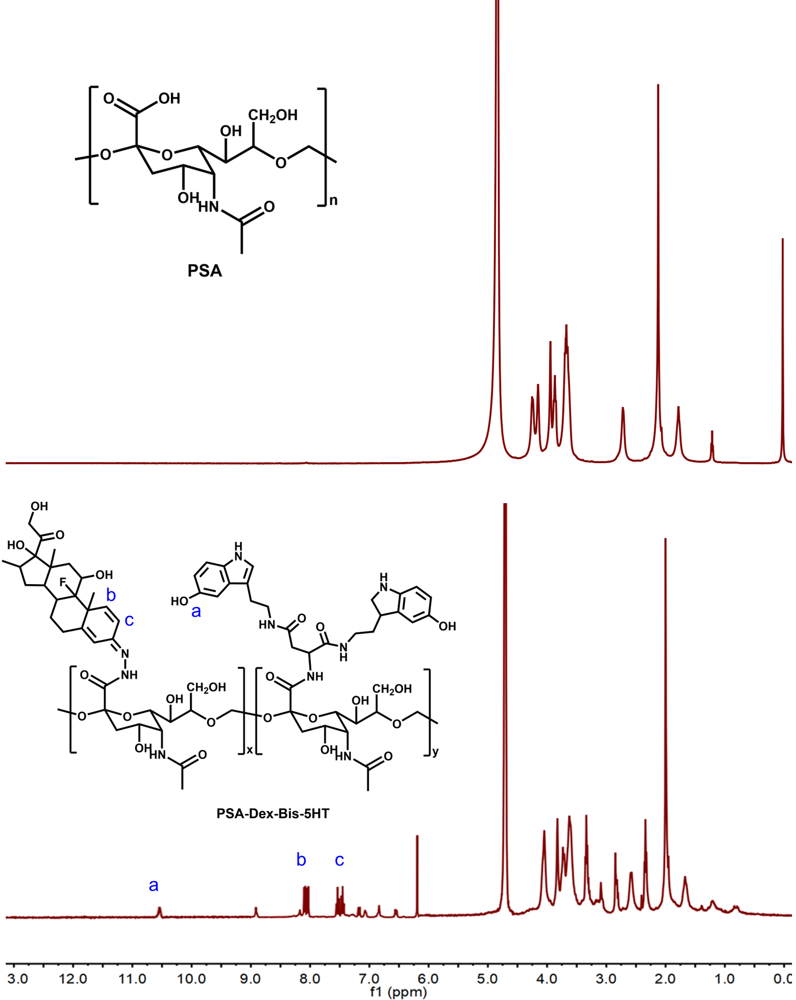 O
OH
CH₂OH
OH
O
O
O
OH
HN
O
n
PSA
OH
O
HO
OH
F
b
c
N
NH
H
N
HO
a
HN
O
O
N
H
H
N
OH
NH
O
OH
CH₂OH
O
O
O
OH
HN
O
x
O
OH
CH₂OH
O
O
O
OH
HN
O
y
PSA-Dex-Bis-5HT
a
b
c
3.0 12.0 11.0 10.0 9.0 8.0 7.0 6.0 5.0 4.0 3.0 2.0 1.0 0.0
f1 (ppm)